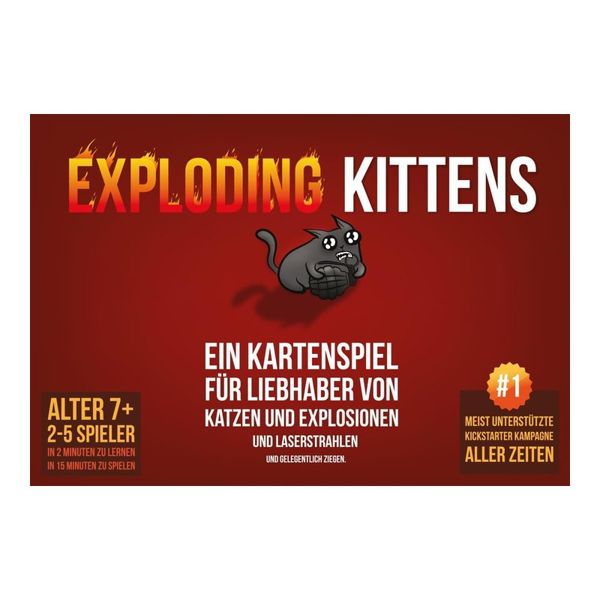 EXPLODING KITTENS
EIN KARTENSPIEL
FÜR LIEBHABER VON
KATZEN UND EXPLOSIONEN
UND LASERSTRAHLEN
UND GELEGENTLICH ZIEGEN.
ALTER 7+
2-5 SPIELER
IN 2 MINUTEN ZU LERNEN
IN 15 MINUTEN ZU SPIELEN
#1
MEIST UNTERSTÜTZTE
KICKSTARTER KAMPAGNE
ALLER ZEITEN